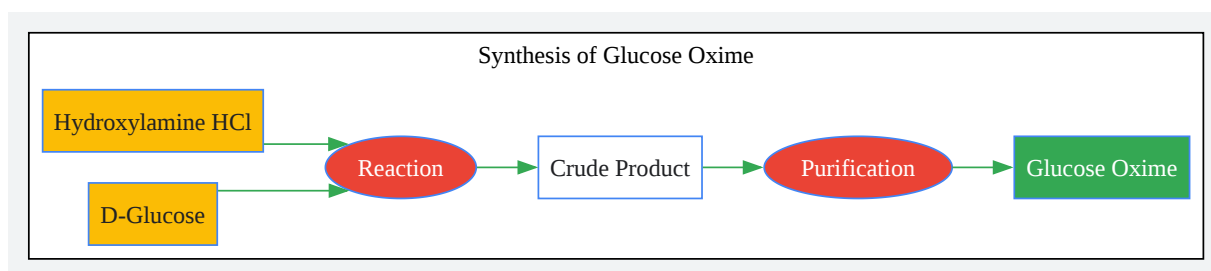 Synthesis of Glucose Oxime
Hydroxylamine HCl
D-Glucose
Reaction
Crude Product
Purification
Glucose Oxime